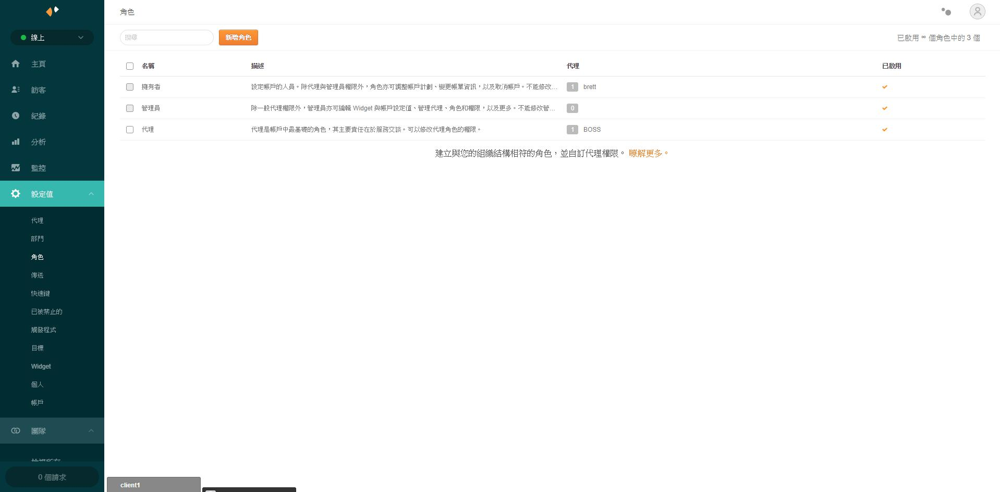 角色
線上
搜尋
新增角色
已啟用 ∞ 個角色中的 3 個
主頁
訪客
紀錄
分析
監控
設定值
代理
部門
角色
傳送
快速鍵
已被禁止的
觸發程式
目標
Widget
個人
帳戶
團隊
檢視所有
0 個請求
名稱 描述 代理 已啟用
擁有者 設定帳戶的人員。除代理與管理員權限外，角色亦可調整帳戶計劃、變更帳單資訊，以及取消帳戶。不能修改... 1 brett
管理員 除一般代理權限外，管理員亦可編輯 Widget 與帳戶設定值、管理代理、角色和權限，以及更多。不能修改管... 0
代理 代理是帳戶中最基礎的角色，其主要責任在於服務交談。可以修改代理角色的權限。 1 BOSS
建立與您的組織結構相符的角色，並自訂代理權限。 瞭解更多。
client1